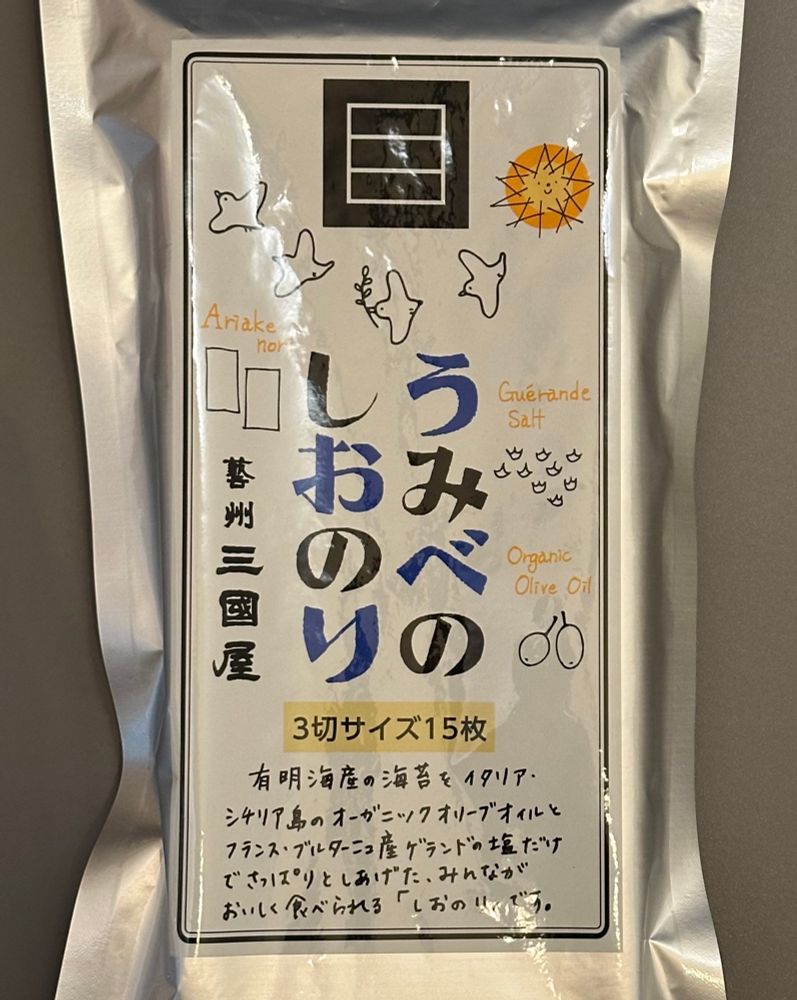 Ariake
nori
うみべの
しおのり
Guérande
Salt
Organic
Olive Oil
藝州三國屋
3切サイズ15枚
有明海産の海苔をイタリア・
シチリア島のオーガニックオリーブオイルと
フランス・ブルターニュ産ゲランドの塩だけ
でさっぱりとしあげた、みんなが
おいしく食べられる「しおのり」です。